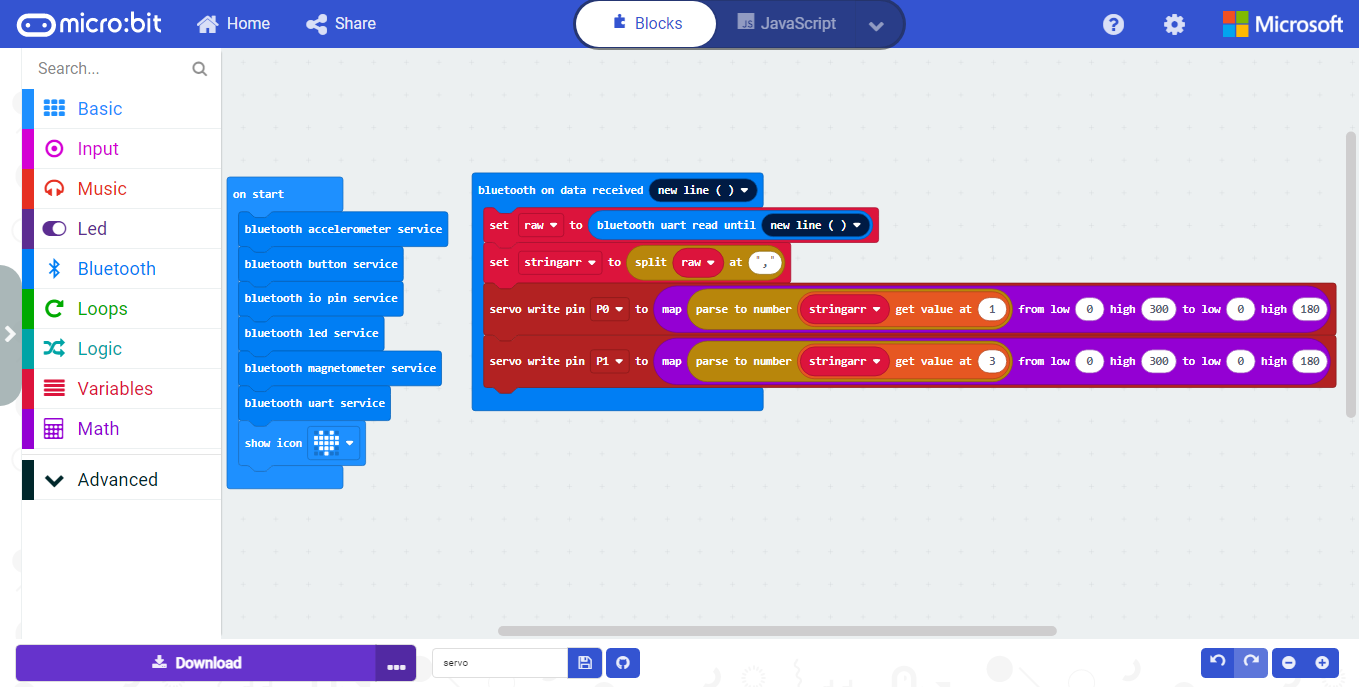 micro:bit Home Share Blocks JS JavaScript ? Microsoft
Search...
Basic
Input
Music
Led
Bluetooth
Loops
Logic
Variables
Math
Advanced
on start
bluetooth accelerometer service
bluetooth button service
bluetooth io pin service
bluetooth led service
bluetooth magnetometer service
bluetooth uart service
show icon
bluetooth on data received new line ( )
set raw to bluetooth uart read until new line ( )
set stringarr to split raw at ","
servo write pin P0 to map parse to number stringarr get value at 1 from low 0 high 300 to low 0 high 180
servo write pin P1 to map parse to number stringarr get value at 3 from low 0 high 300 to low 0 high 180
Download ... servo